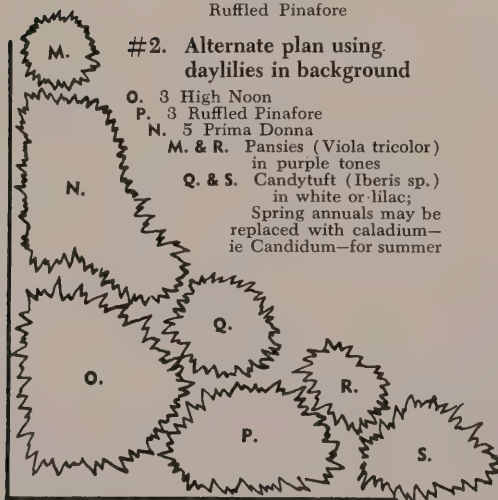 Ruffled Pinafore
#2. Alternate plan using
daylilies in background
O. 3 High Noon
P. 3 Ruffled Pinafore
N. 5 Prima Donna
M. & R. Pansies (Viola tricolor)
in purple tones
Q. & S. Candytuft (Iberis sp.)
in white or lilac;
Spring annuals may be
replaced with caladium—
ie Candidum—for summer
M.
N.
Q.
O.
R.
P.
S.